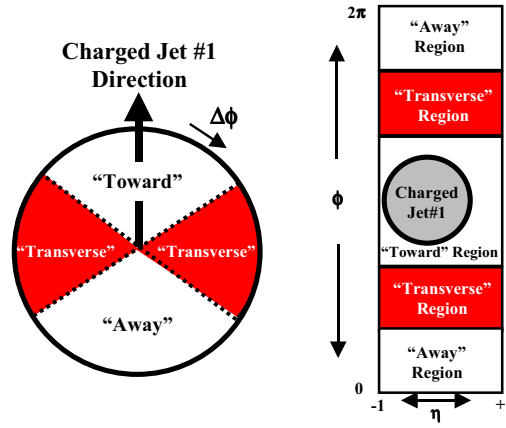 Charged Jet #1
Direction
Δϕ
“Toward”
“Transverse”
“Transverse”
“Away”
2π
“Away”
Region
“Transverse”
Region
ϕ
Charged
Jet#1
“Toward” Region
“Transverse”
Region
“Away”
Region
0
-1
η
+